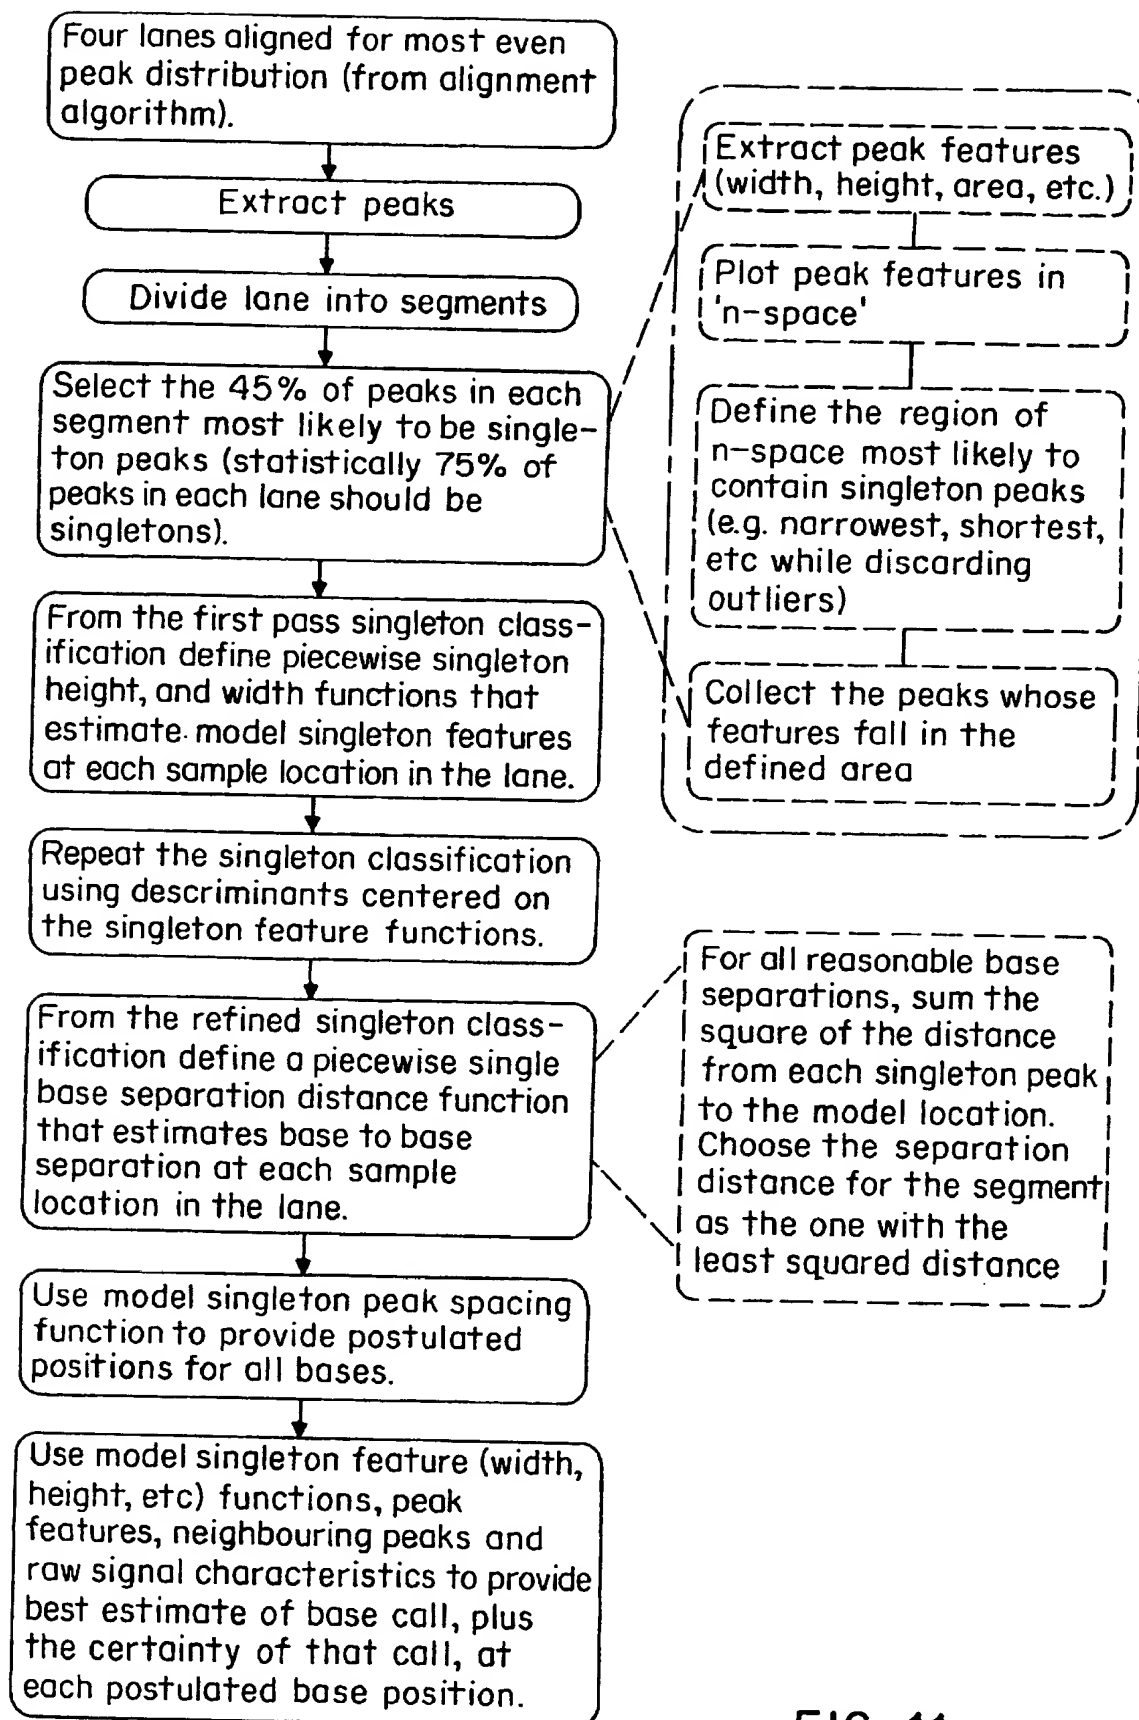 Four lanes aligned for most even
peak distribution (from alignment
algorithm).
Extract peaks
Divide lane into segments
Select the 45% of peaks in each
segment most likely to be single-
ton peaks (statistically 75% of
peaks in each lane should be
singletons).
From the first pass singleton class-
ification define piecewise singleton
height, and width functions that
estimate model singleton features
at each sample location in the lane.
Repeat the singleton classification
using descriminants centered on
the singleton feature functions.
From the refined singleton class-
ification define a piecewise single
base separation distance function
that estimates base to base
separation at each sample
location in the lane.
Use model singleton peak spacing
function to provide postulated
positions for all bases.
Use model singleton feature (width,
height, etc) functions, peak
features, neighbouring peaks and
raw signal characteristics to provide
best estimate of base call, plus
the certainty of that call, at
each postulated base position.
Extract peak features
(width, height, area, etc.)
Plot peak features in
'n-space'
Define the region of
n-space most likely to
contain singleton peaks
(e.g. narrowest, shortest,
etc while discarding
outliers)
Collect the peaks whose
features fall in the
defined area
For all reasonable base
separations, sum the
square of the distance
from each singleton peak
to the model location.
Choose the separation
distance for the segment
as the one with the
least squared distance